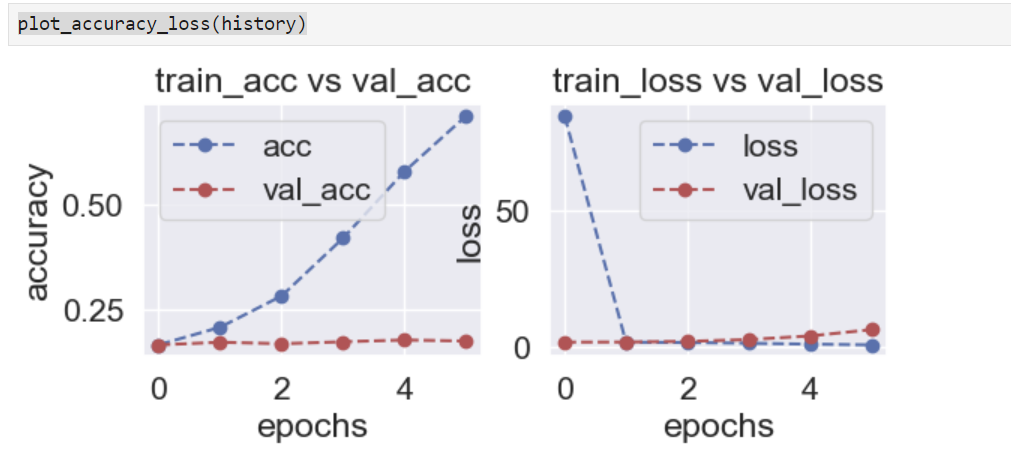 plot_accuracy_loss(history)
train_acc vs val_acc
train_loss vs val_loss
acc
val_acc
loss
val_loss
accuracy
0.50
0.25
loss
50
0
0 2 4
0 2 4
epochs
epochs